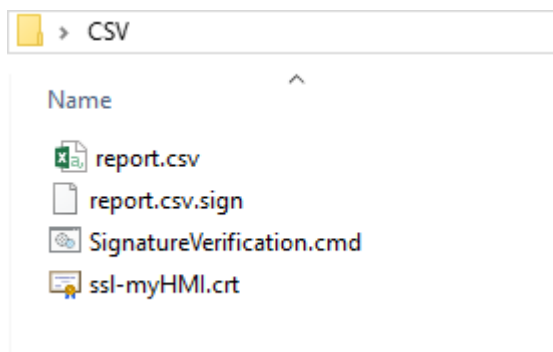 CSV
Name
report.csv
report.csv.sign
SignatureVerification.cmd
ssl-myHMI.crt